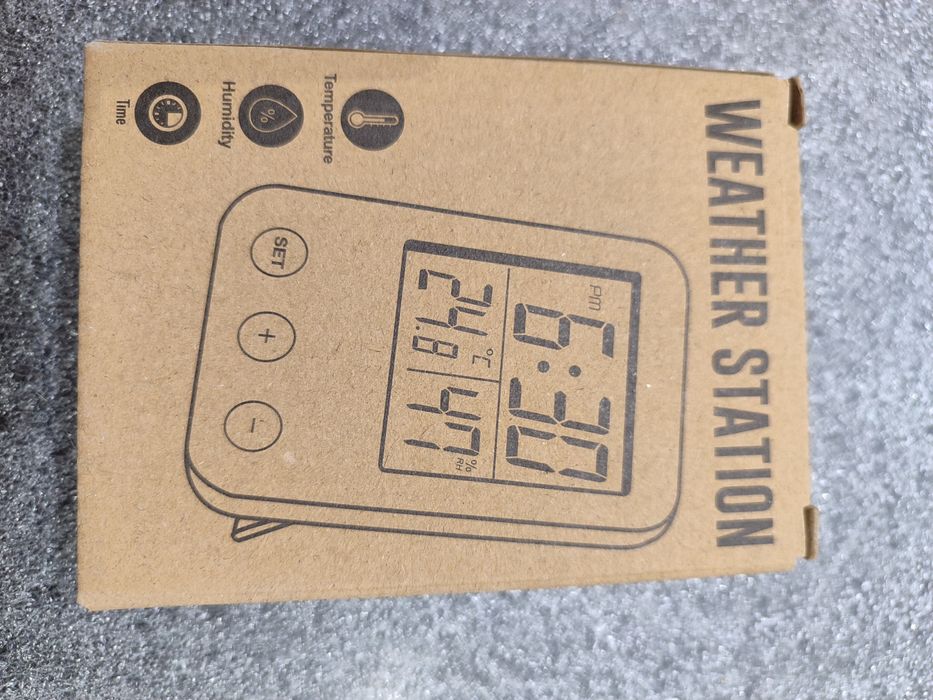 WEATHER STATION
PM
6:30
24.8 °C
47 %
RH
SET
+
-
Temperature
%
Humidity
Time